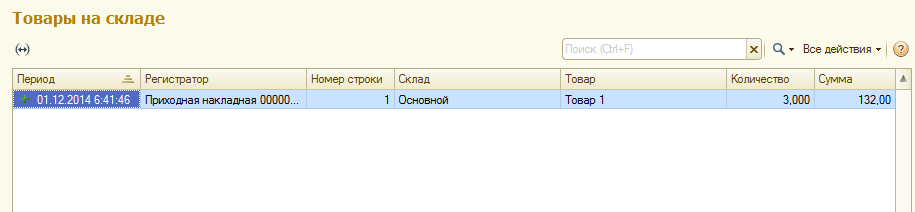 Товары на складе
Поиск (Ctrl+F) Все действия
Период Регистратор Номер строки Склад Товар Количество Сумма
01.12.2014 6:41:46 Приходная накладная 00000... 1 Основной Товар 1 3,000 132,00